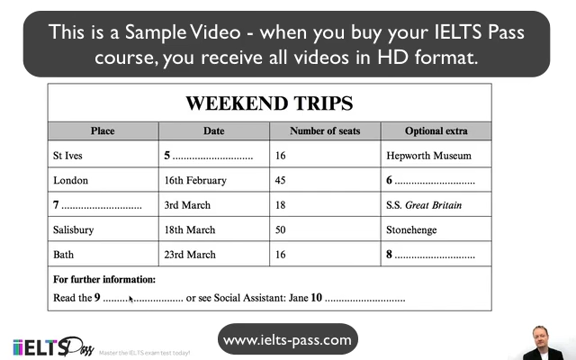 This is a Sample Video - when you buy your IELTS Pass
course, you receive all videos in HD format.
WEEKEND TRIPS
Place Date Number of seats Optional extra
St Ives 5 ............................ 16 Hepworth Museum
London 16th February 45 6 ............................
7 ............................ 3rd March 18 S.S. Great Britain
Salisbury 18th March 50 Stonehenge
Bath 23rd March 16 8 ............................
For further information:
Read the 9 ............................ or see Social Assistant: Jane 10 ............................
IELTS Pass Master the IELTS exam test today!
www.ielts-pass.com